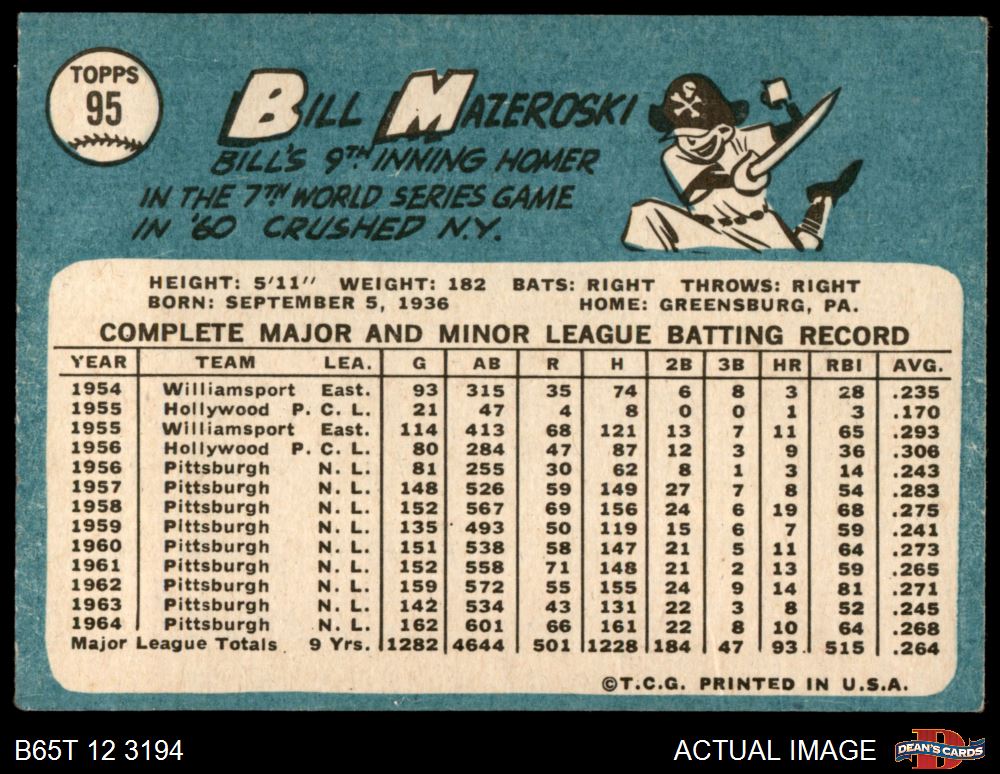 TOPPS
95
BILL MAZEROSKI
BILL'S 9TH INNING HOMER
IN THE 7TH WORLD SERIES GAME
IN '60 CRUSHED N.Y.
HEIGHT: 5'11" WEIGHT: 182 BATS: RIGHT THROWS: RIGHT
BORN: SEPTEMBER 5, 1936 HOME: GREENSBURG, PA.
COMPLETE MAJOR AND MINOR LEAGUE BATTING RECORD
YEAR TEAM LEA. G AB R H 2B 3B HR RBI AVG.
1954 Williamsport East. 93 315 35 74 6 8 3 28 .235
1955 Hollywood P. C. L. 21 47 4 8 0 0 1 3 .170
1955 Williamsport East. 114 413 68 121 13 7 11 65 .293
1956 Hollywood P. C. L. 80 284 47 87 12 3 9 36 .306
1956 Pittsburgh N. L. 81 255 30 62 8 1 3 14 .243
1957 Pittsburgh N. L. 148 526 59 149 27 7 8 54 .283
1958 Pittsburgh N. L. 152 567 69 156 24 6 19 68 .275
1959 Pittsburgh N. L. 135 493 50 119 15 6 7 59 .241
1960 Pittsburgh N. L. 151 538 58 147 21 5 11 64 .273
1961 Pittsburgh N. L. 152 558 71 148 21 2 13 59 .265
1962 Pittsburgh N. L. 159 572 55 155 24 9 14 81 .271
1963 Pittsburgh N. L. 142 534 43 131 22 3 8 52 .245
1964 Pittsburgh N. L. 162 601 66 161 22 8 10 64 .268
Major League Totals 9 Yrs. 1282 4644 501 1228 184 47 93 515 .264
©T.C.G. PRINTED IN U.S.A.
B65T 12 3194 ACTUAL IMAGE DEAN'S CARDS